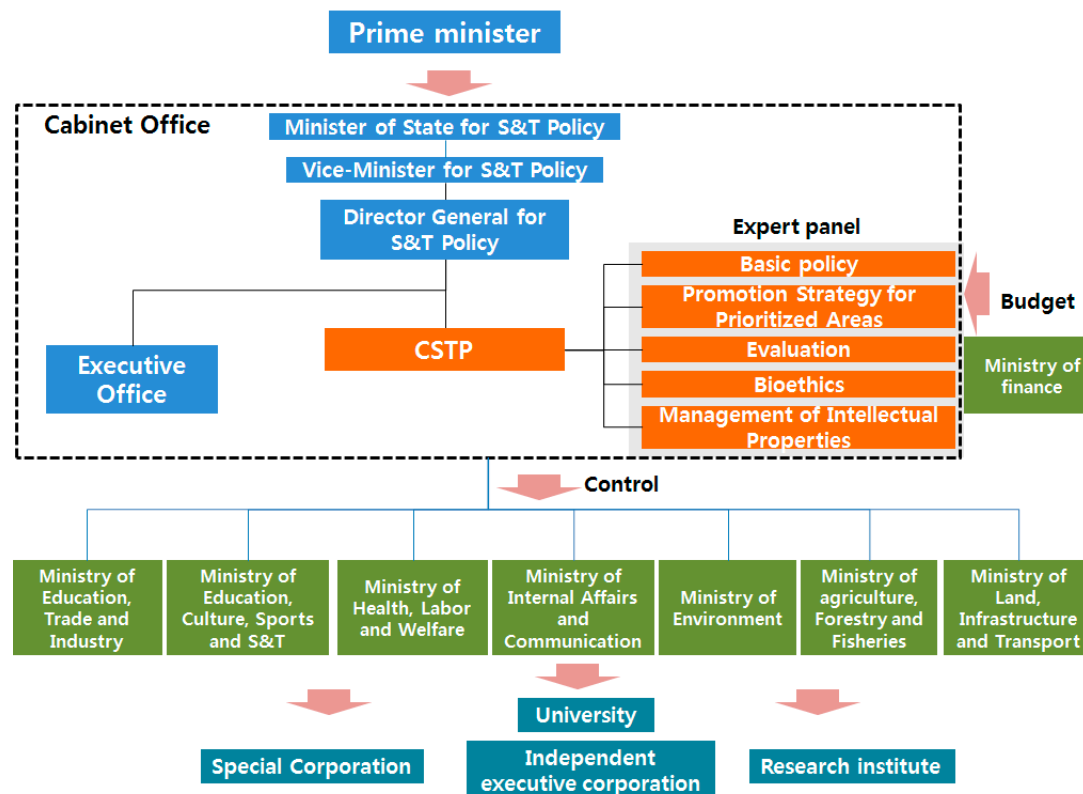 Prime minister
Cabinet Office
Minister of State for S&T Policy
Vice-Minister for S&T Policy
Director General for
S&T Policy
Expert panel
Basic policy
Promotion Strategy for
Prioritized Areas
Evaluation
Bioethics
Management of Intellectual
Properties
Budget
Ministry of
finance
CSTP
Executive
Office
Control
Ministry of
Education,
Trade and
Industry
Ministry of
Education,
Culture, Sports
and S&T
Ministry of
Health, Labor
and Welfare
Ministry of
Internal Affairs
and
Communication
Ministry of
Environment
Ministry of
agriculture,
Forestry and
Fisheries
Ministry of
Land,
Infrastructure
and Transport
University
Special Corporation
Independent
executive corporation
Research institute